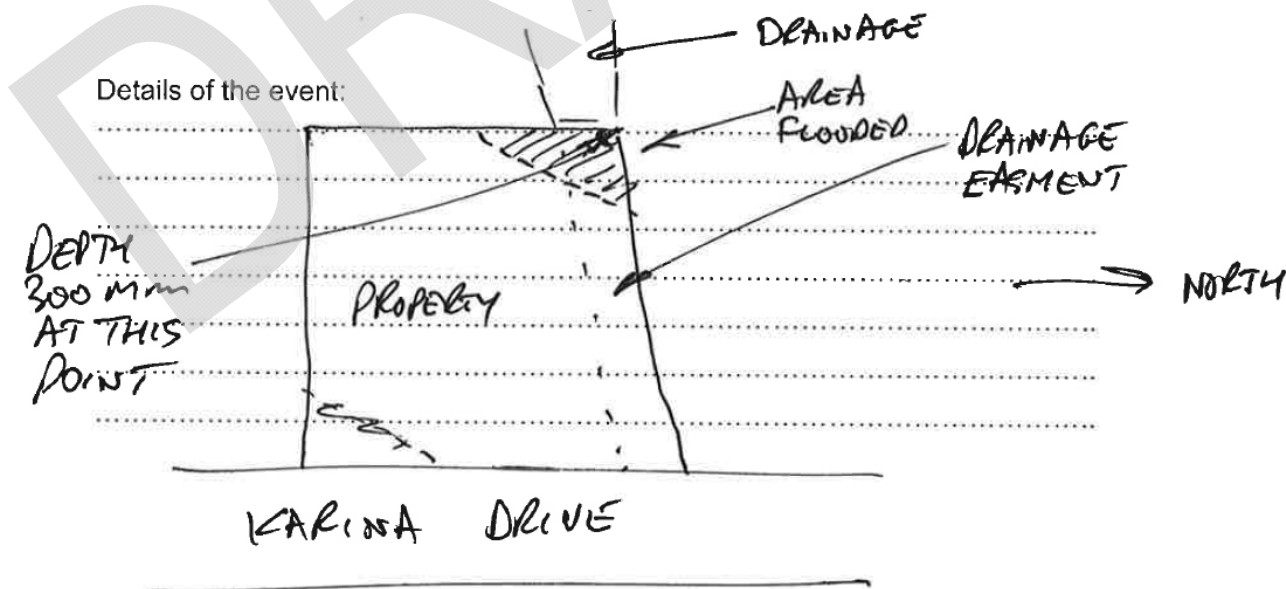 DRA
DRAINAGE
Details of the event:
AREA
FLOODED
DRAINAGE
EASMENT
DEPTH
300 MM
AT THIS
POINT
PROPERTY
NORTH
KARINA DRIVE